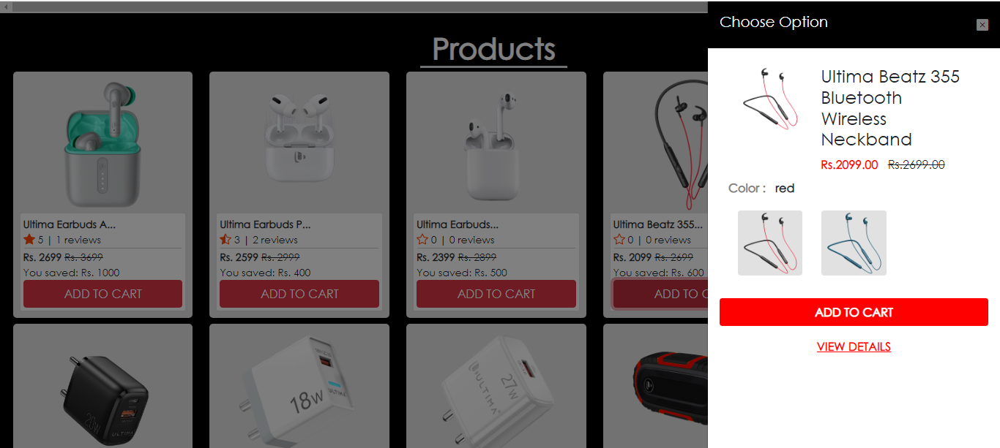 Choose Option
Products
Ultima Beatz 355
Bluetooth
Wireless
Neckband
Rs.2099.00 Rs.2699.00
Color : red
ADD TO CART
VIEW DETAILS
Ultima Earbuds A...
5 | 1 reviews
Rs. 2699 Rs. 3699
You saved: Rs. 1000
ADD TO CART
Ultima Earbuds P...
3 | 2 reviews
Rs. 2599 Rs. 2999
You saved: Rs. 400
ADD TO CART
Ultima Earbuds...
0 | 0 reviews
Rs. 2399 Rs. 2899
You saved: Rs. 500
ADD TO CART
Ultima Beatz 355...
0 | 0 reviews
Rs. 2099 Rs. 2699
You saved: Rs. 600
ADD TO C
20W
ULTIMA
18W
ULTIMA
27W
ULTIMA